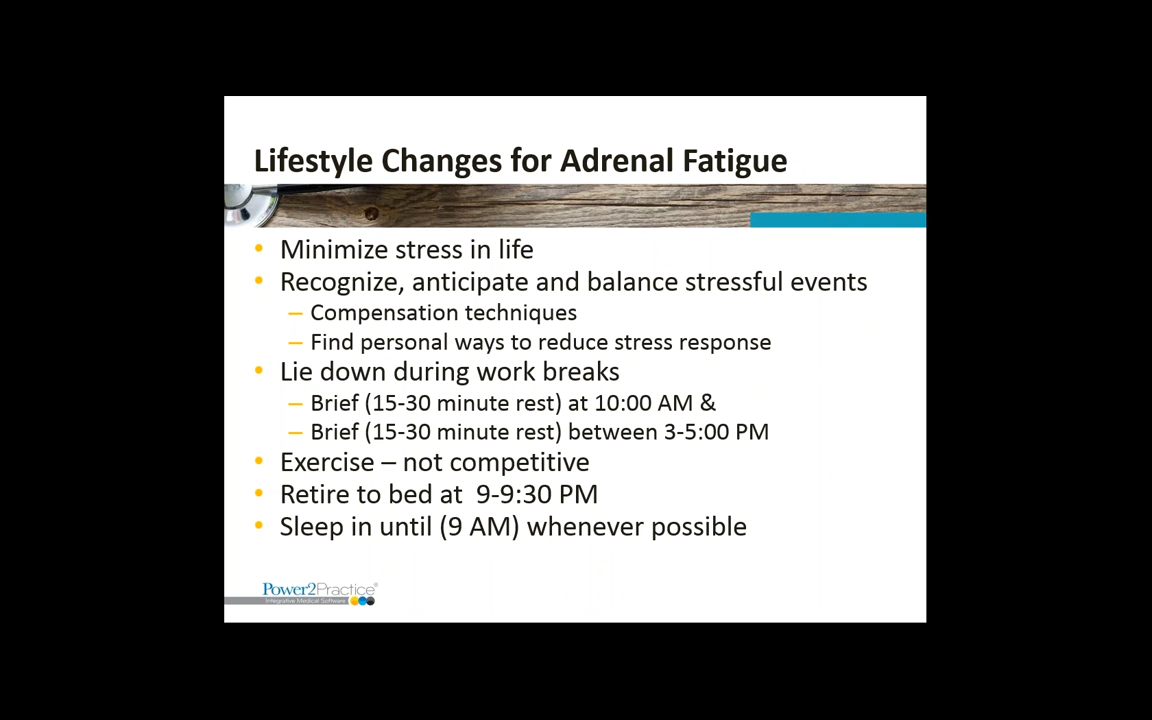 Lifestyle Changes for Adrenal Fatigue
• Minimize stress in life
• Recognize, anticipate and balance stressful events
– Compensation techniques
– Find personal ways to reduce stress response
• Lie down during work breaks
– Brief (15-30 minute rest) at 10:00 AM &
– Brief (15-30 minute rest) between 3-5:00 PM
• Exercise – not competitive
• Retire to bed at  9-9:30 PM
• Sleep in until (9 AM) whenever possible
Power2Practice®
Integrative Medical Software